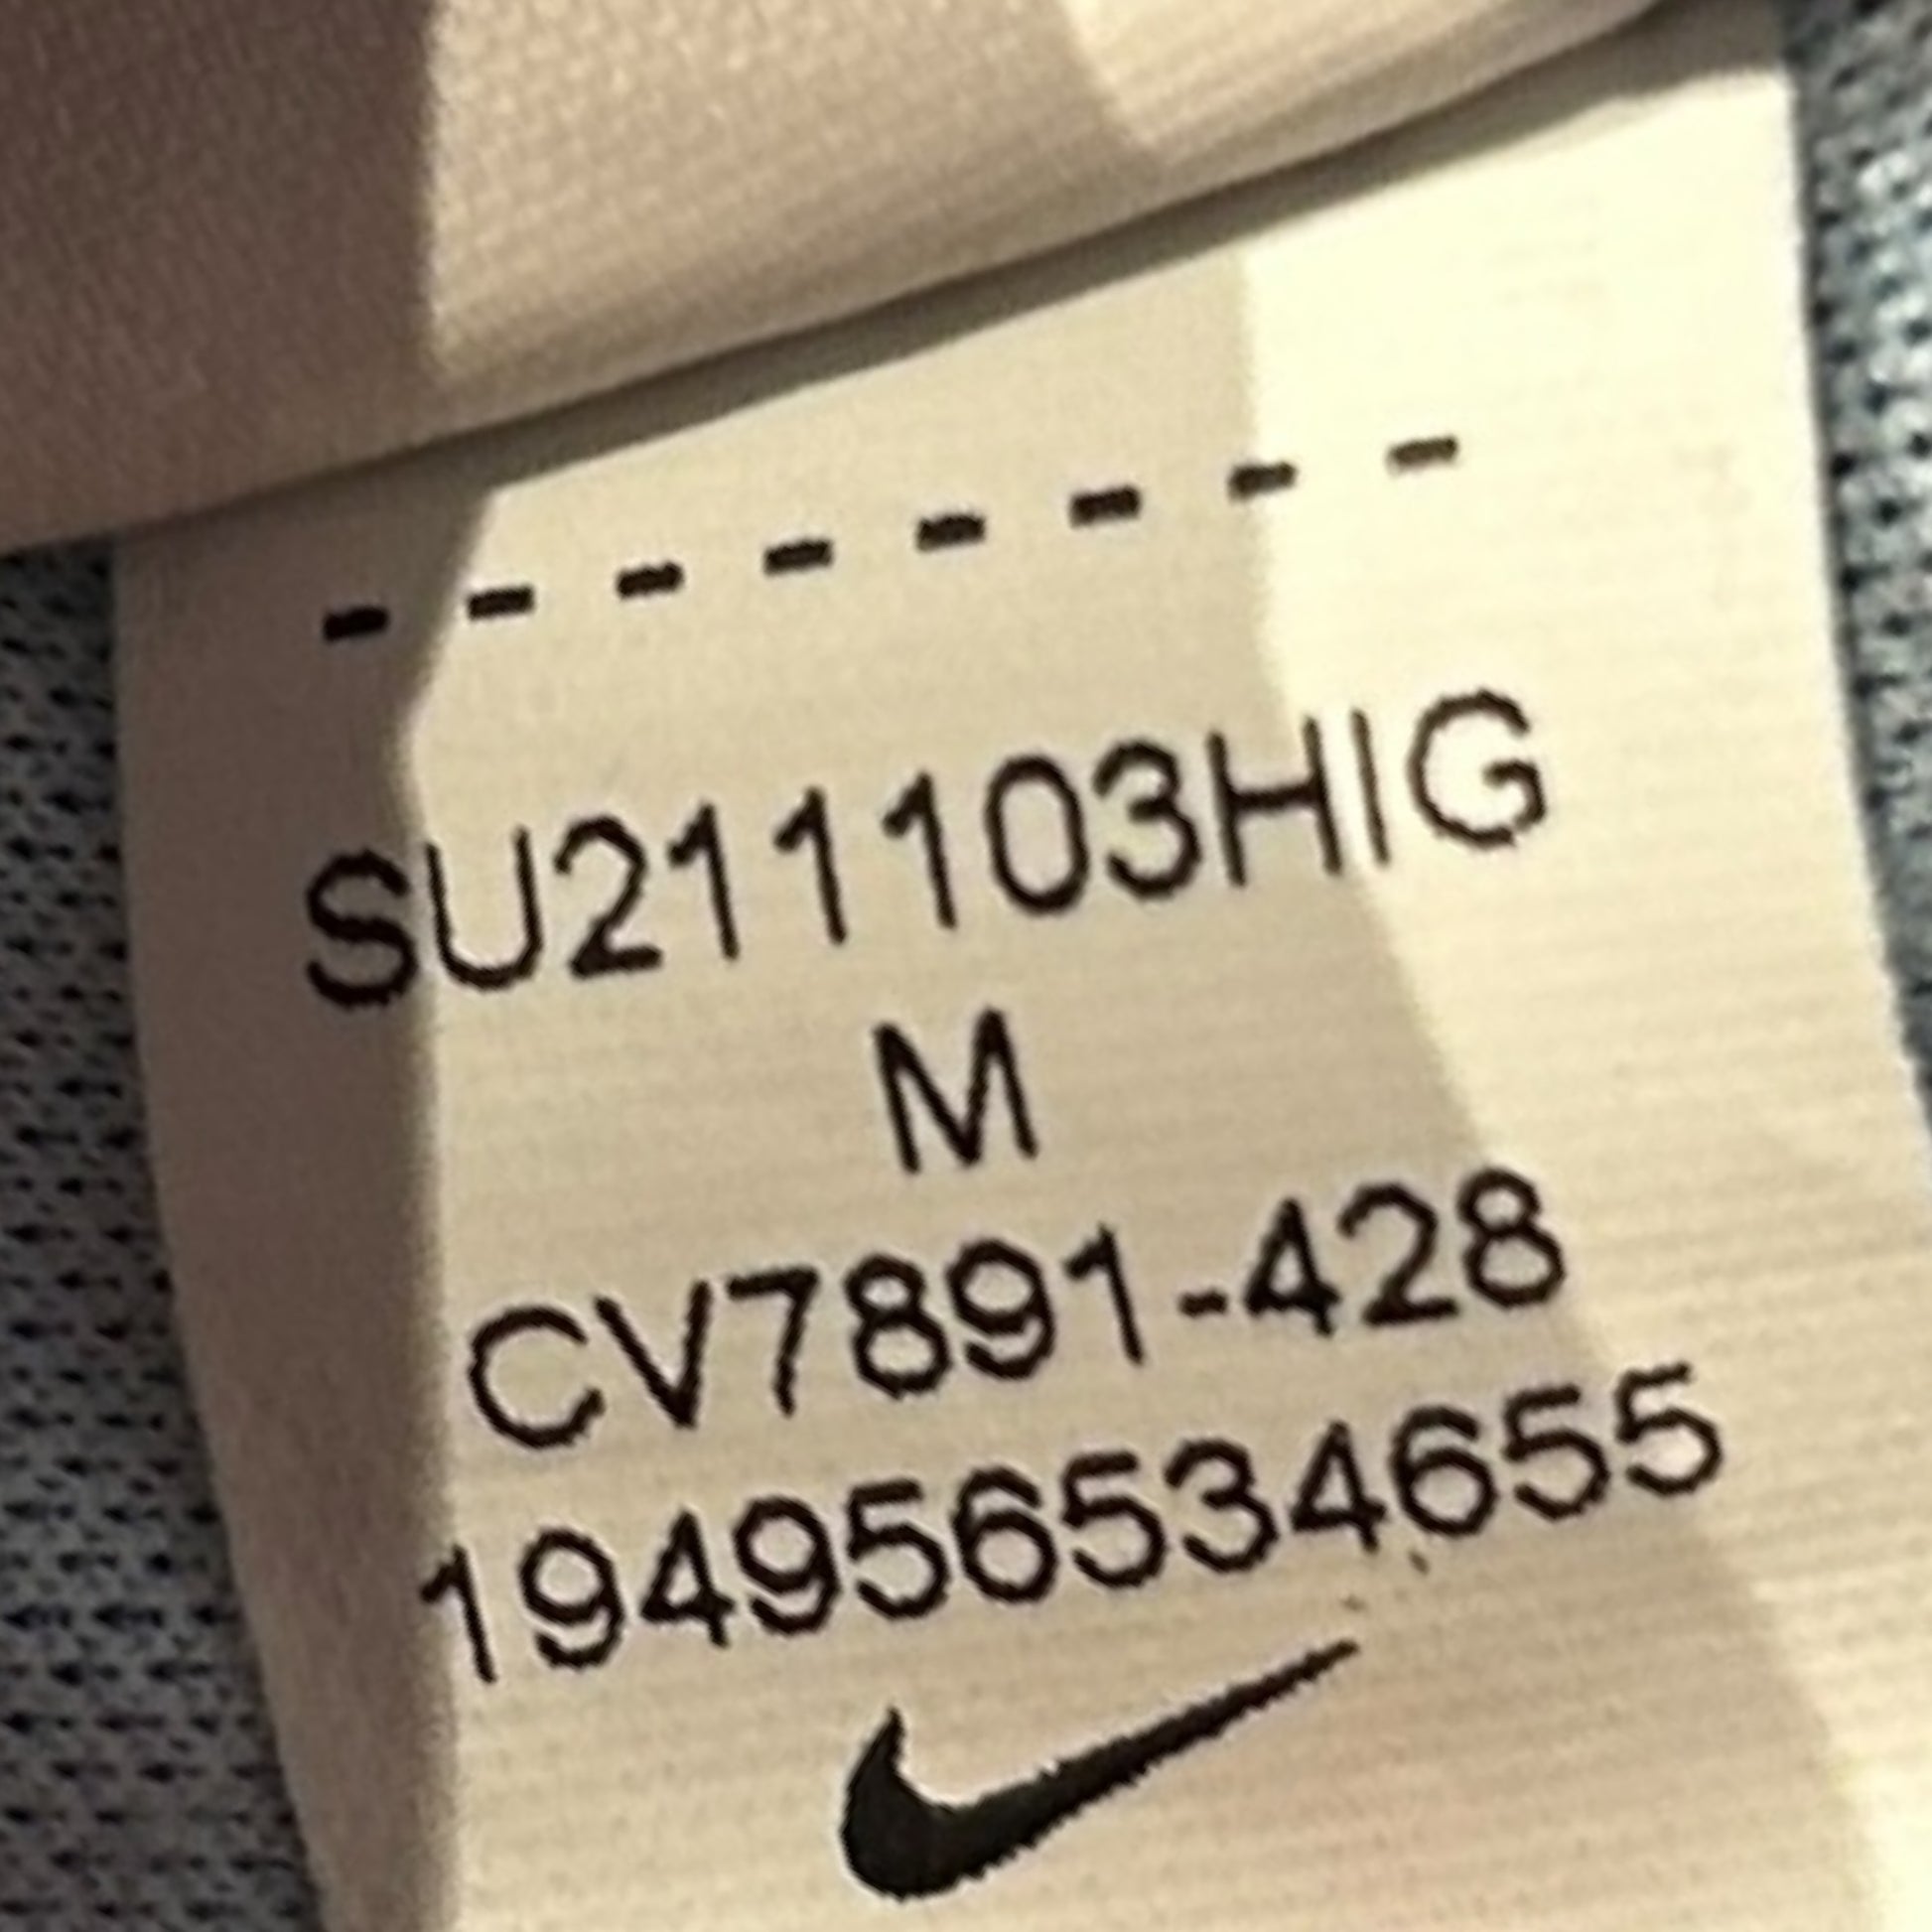 - - - - - - - -
SU211103HIG
M
CV7891-428
194956534655